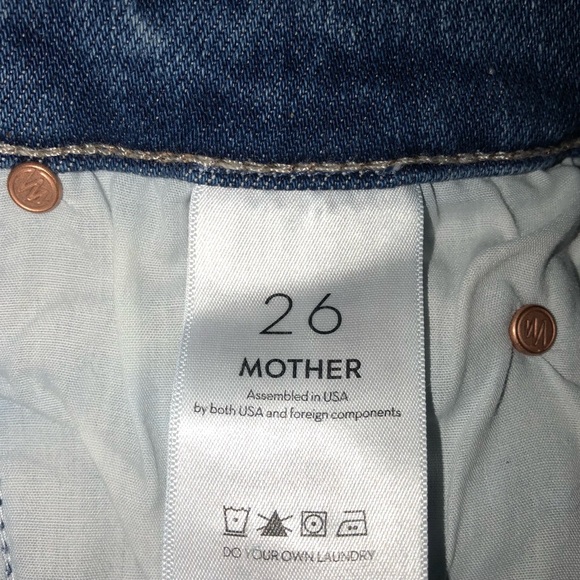 26
MOTHER
Assembled in USA
by both USA and foreign components
DO YOUR OWN LAUNDRY